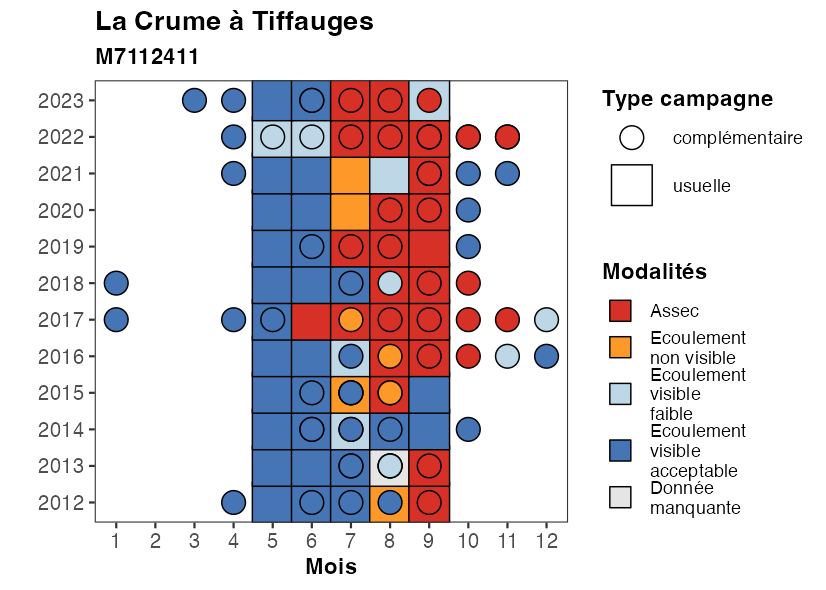 La Crume à Tiffauges
M7112411
2023
2022
2021
2020
2019
2018
2017
2016
2015
2014
2013
2012
1 2 3 4 5 6 7 8 9 10 11 12
Mois
Type campagne
complémentaire
usuelle
Modalités
Assec
Ecoulement
non visible
Ecoulement
visible
faible
Ecoulement
visible
acceptable
Donnée
manquante